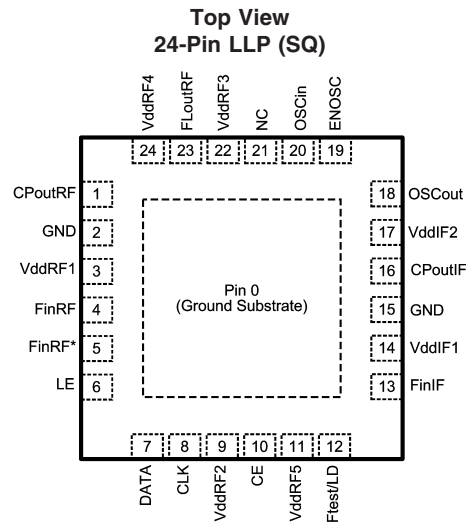 Top View
24-Pin LLP (SQ)
VddRF4
FLoutRF
VddRF3
NC
OSCin
ENOSC
24
23
22
21
20
19
CPoutRF 1
GND 2
VddRF1 3
FinRF 4
FinRF* 5
LE 6
Pin 0
(Ground Substrate)
18 OSCout
17 VddIF2
16 CPoutIF
15 GND
14 VddIF1
13 FinIF
7
8
9
10
11
12
DATA
CLK
VddRF2
CE
VddRF5
Ftest/LD